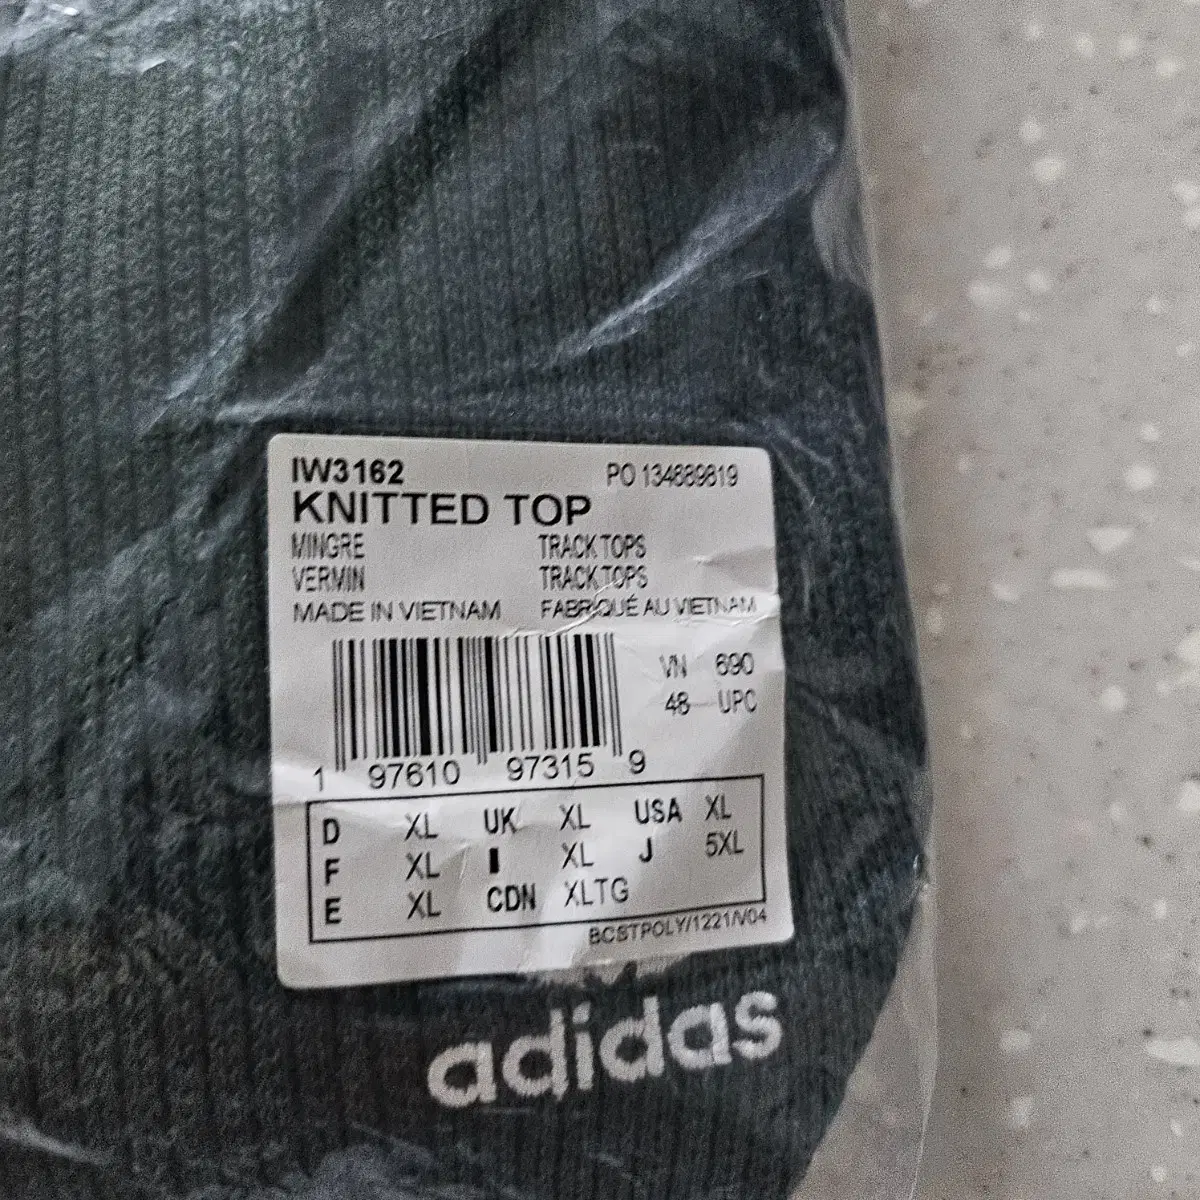 IW3162 PO 134889819
KNITTED TOP
MINGRE TRACK TOPS
VERMIN TRACK TOPS
MADE IN VIETNAM FABRIQUÉ AU VIETNAM
VN 690
48 UPC
1 97610 97315 9
D XL UK XL USA XL
F XL I XL J 5XL
E XL CDN XLTG
BCSTPOLY/1221/V04
adidas